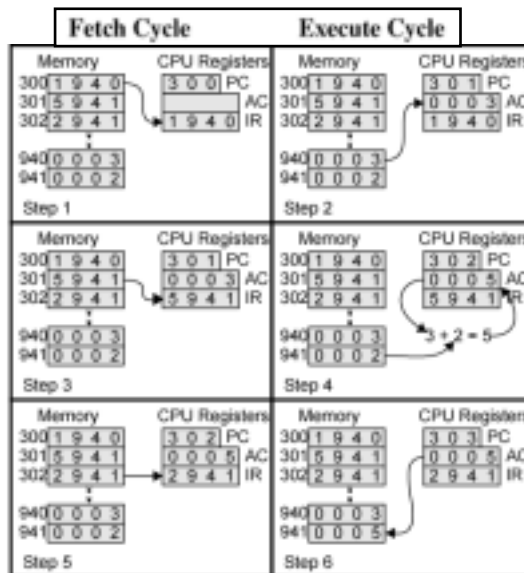 Fetch Cycle
Execute Cycle
Memory CPU Registers
300 1 9 4 0 3 0 0 PC
301 5 9 4 1 AC
302 2 9 4 1 1 9 4 0 IR
940 0 0 0 3
941 0 0 0 2
Step 1
Memory CPU Registers
300 1 9 4 0 3 0 1 PC
301 5 9 4 1 0 0 0 3 AC
302 2 9 4 1 1 9 4 0 IR
940 0 0 0 3
941 0 0 0 2
Step 2
Memory CPU Registers
300 1 9 4 0 3 0 1 PC
301 5 9 4 1 0 0 0 3 AC
302 2 9 4 1 5 9 4 1 IR
940 0 0 0 3
941 0 0 0 2
Step 3
Memory CPU Registers
300 1 9 4 0 3 0 2 PC
301 5 9 4 1 0 0 0 5 AC
302 2 9 4 1 5 9 4 1 IR
940 0 0 0 3 3 + 2 = 5
941 0 0 0 2
Step 4
Memory CPU Registers
300 1 9 4 0 3 0 2 PC
301 5 9 4 1 0 0 0 5 AC
302 2 9 4 1 2 9 4 1 IR
940 0 0 0 3
941 0 0 0 2
Step 5
Memory CPU Registers
300 1 9 4 0 3 0 3 PC
301 5 9 4 1 0 0 0 5 AC
302 2 9 4 1 2 9 4 1 IR
940 0 0 0 3
941 0 0 0 5
Step 6